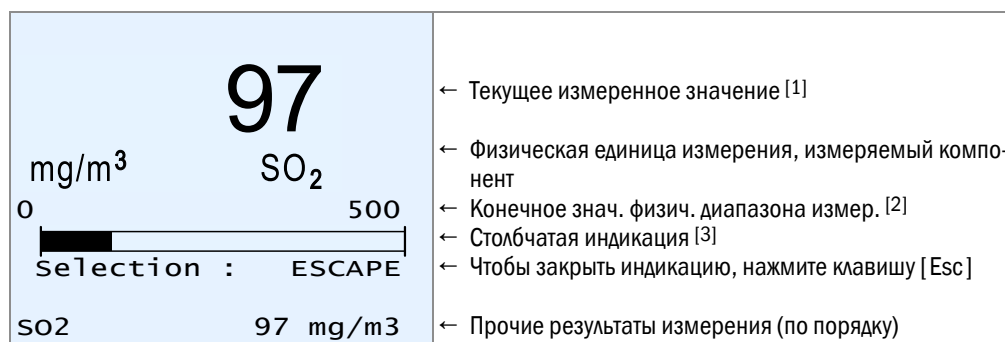 97
← Текущее измеренное значение [1]
mg/m³ SO₂
← Физическая единица измерения, измеряемый компо-
нент
0 500
← Конечное знач. физич. диапазона измер. [2]
← Столбчатая индикация [3]
Selection : ESCAPE
← Чтобы закрыть индикацию, нажмите клавишу [Esc]
SO2 97 mg/m3
← Прочие результаты измерения (по порядку)